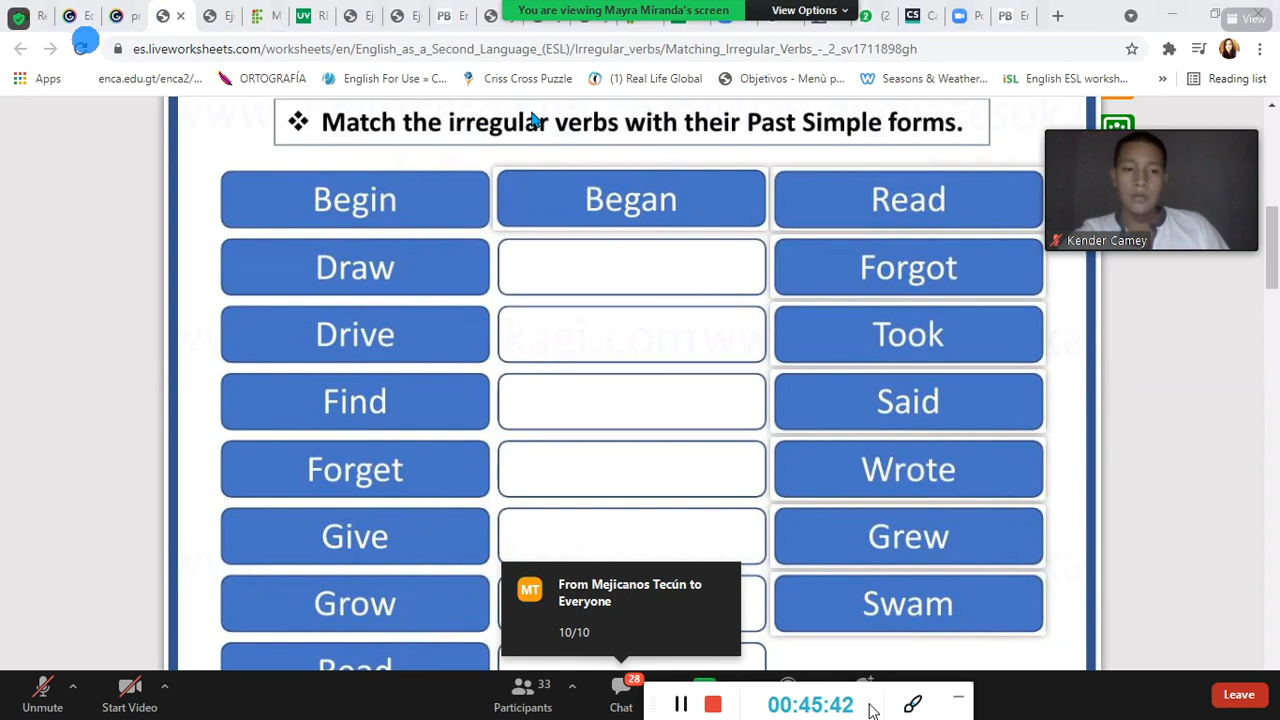 You are viewing Mayra Miranda's screen
View Options
View
es.liveworksheets.com/worksheets/en/English_as_a_Second_Language_(ESL)/Irregular_verbs/Matching_Irregular_Verbs_-_2_sv1711898gh
Apps
enca.edu.gt/enca2/...
ORTOGRAFÍA
English For Use » C...
Criss Cross Puzzle
(1) Real Life Global
Objetivos - Menù p...
Seasons & Weather...
English ESL worksh...
»
Reading list
❖ Match the irregular verbs with their Past Simple forms.
Begin
Began
Read
Draw
Forgot
Drive
Took
Find
Said
Forget
Wrote
Give
Grew
Grow
Swam
Read
Kender Camey
MT
From Mejicanos Tecún to
Everyone
10/10
Unmute
Start Video
33
Participants
28
Chat
00:45:42
Leave